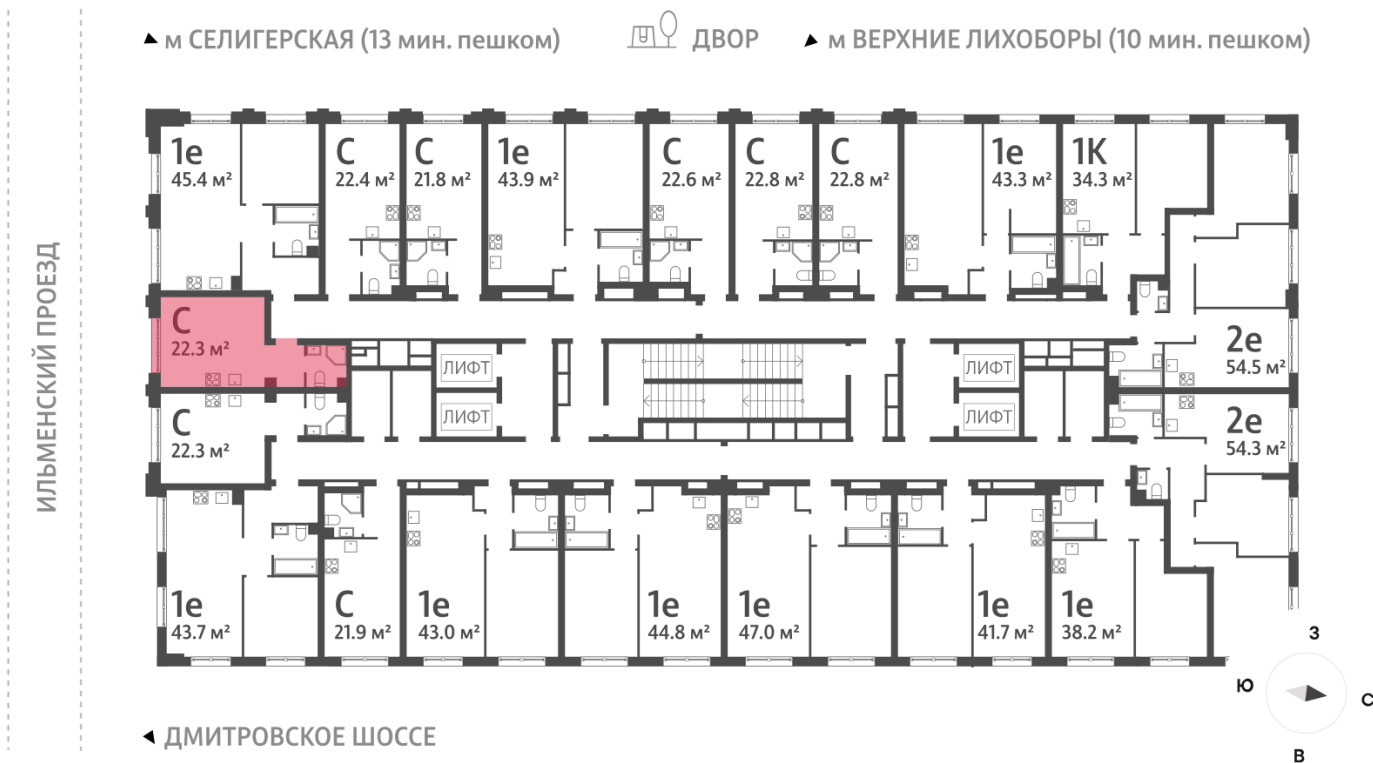 м СЕЛИГЕРСКАЯ (13 мин. пешком)
ДВОР
м ВЕРХНИЕ ЛИХОБОРЫ (10 мин. пешком)
ИЛЬМЕНСКИЙ ПРОЕЗД
1е
45.4 м²
С
22.4 м²
С
21.8 м²
1е
43.9 м²
С
22.6 м²
С
22.8 м²
С
22.8 м²
1е
43.3 м²
1К
34.3 м²
С
22.3 м²
ЛИФТ
ЛИФТ
2е
54.5 м²
С
22.3 м²
ЛИФТ
ЛИФТ
2е
54.3 м²
1е
43.7 м²
С
21.9 м²
1е
43.0 м²
1е
44.8 м²
1е
47.0 м²
1е
41.7 м²
1е
38.2 м²
З
Ю
С
В
ДМИТРОВСКОЕ ШОССЕ